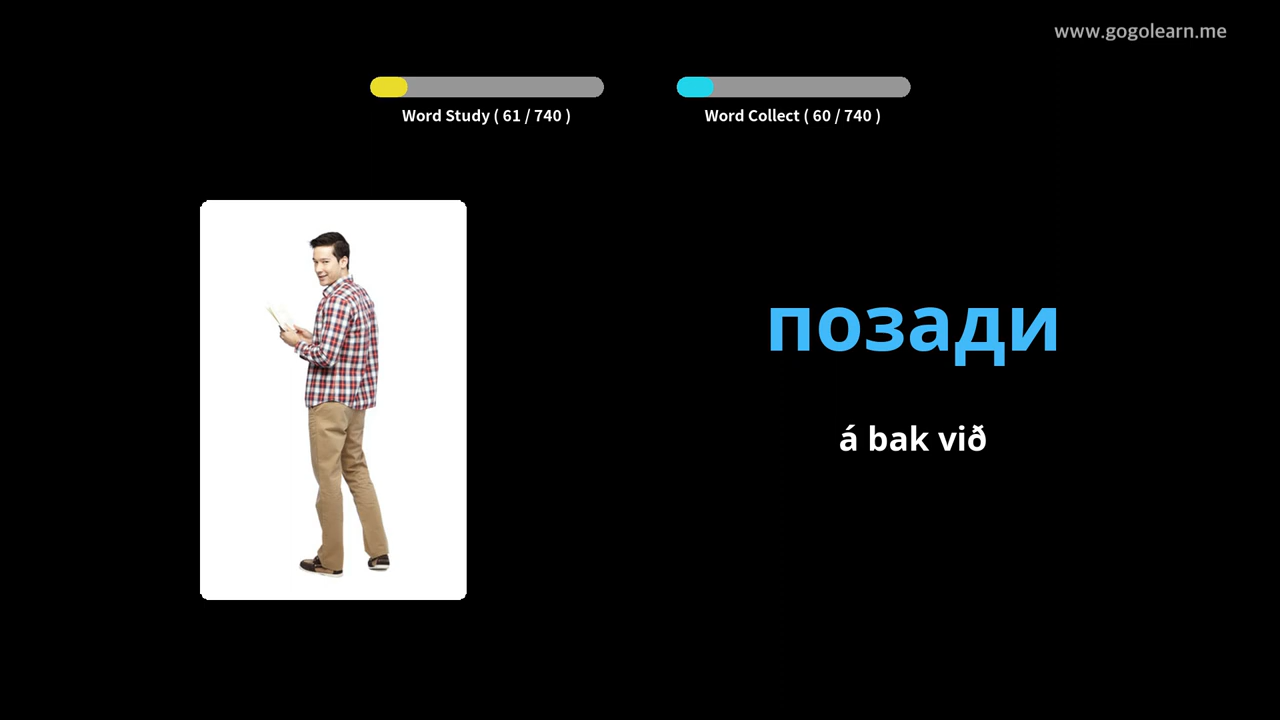 www.gogolearn.me
Word Study ( 61 / 740 )
Word Collect ( 60 / 740 )
позади
á bak við